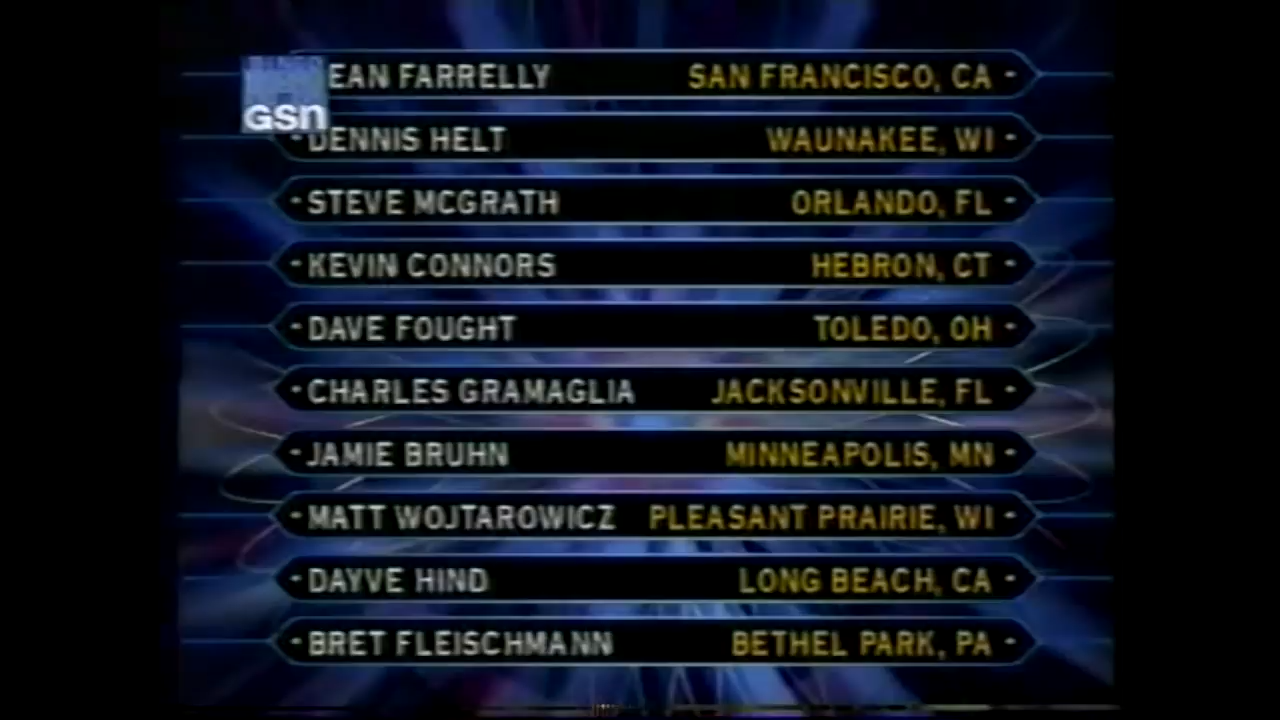 EAN FARRELLY SAN FRANCISCO, CA
GSN
DENNIS HELT WAUNAKEE, WI
STEVE MCGRATH ORLANDO, FL
KEVIN CONNORS HEBRON, CT
DAVE FOUGHT TOLEDO, OH
CHARLES GRAMAGLIA JACKSONVILLE, FL
JAMIE BRUHN MINNEAPOLIS, MN
MATT WOJTAROWICZ PLEASANT PRAIRIE, WI
DAYVE HIND LONG BEACH, CA
BRET FLEISCHMANN BETHEL PARK, PA